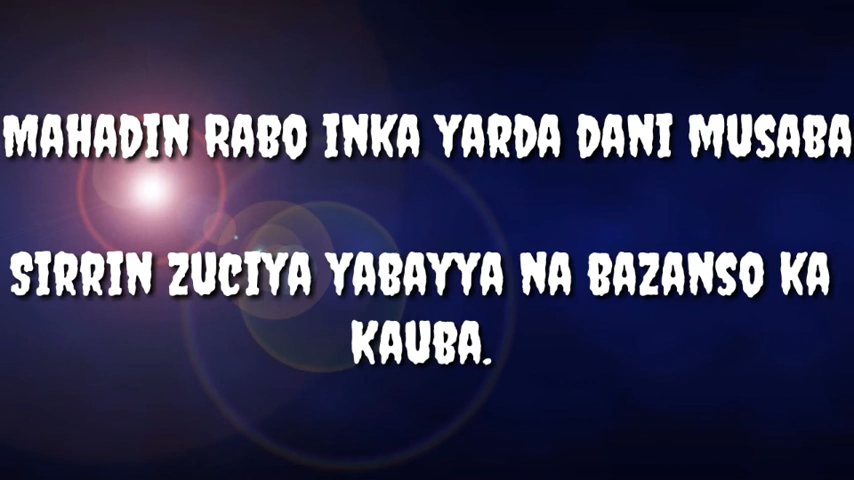 MAHADIN RABO INKA YARDA DANI MUSABA
SIRRIN ZUCIYA YABAYYA NA BAZANSO KA
KAUBA.